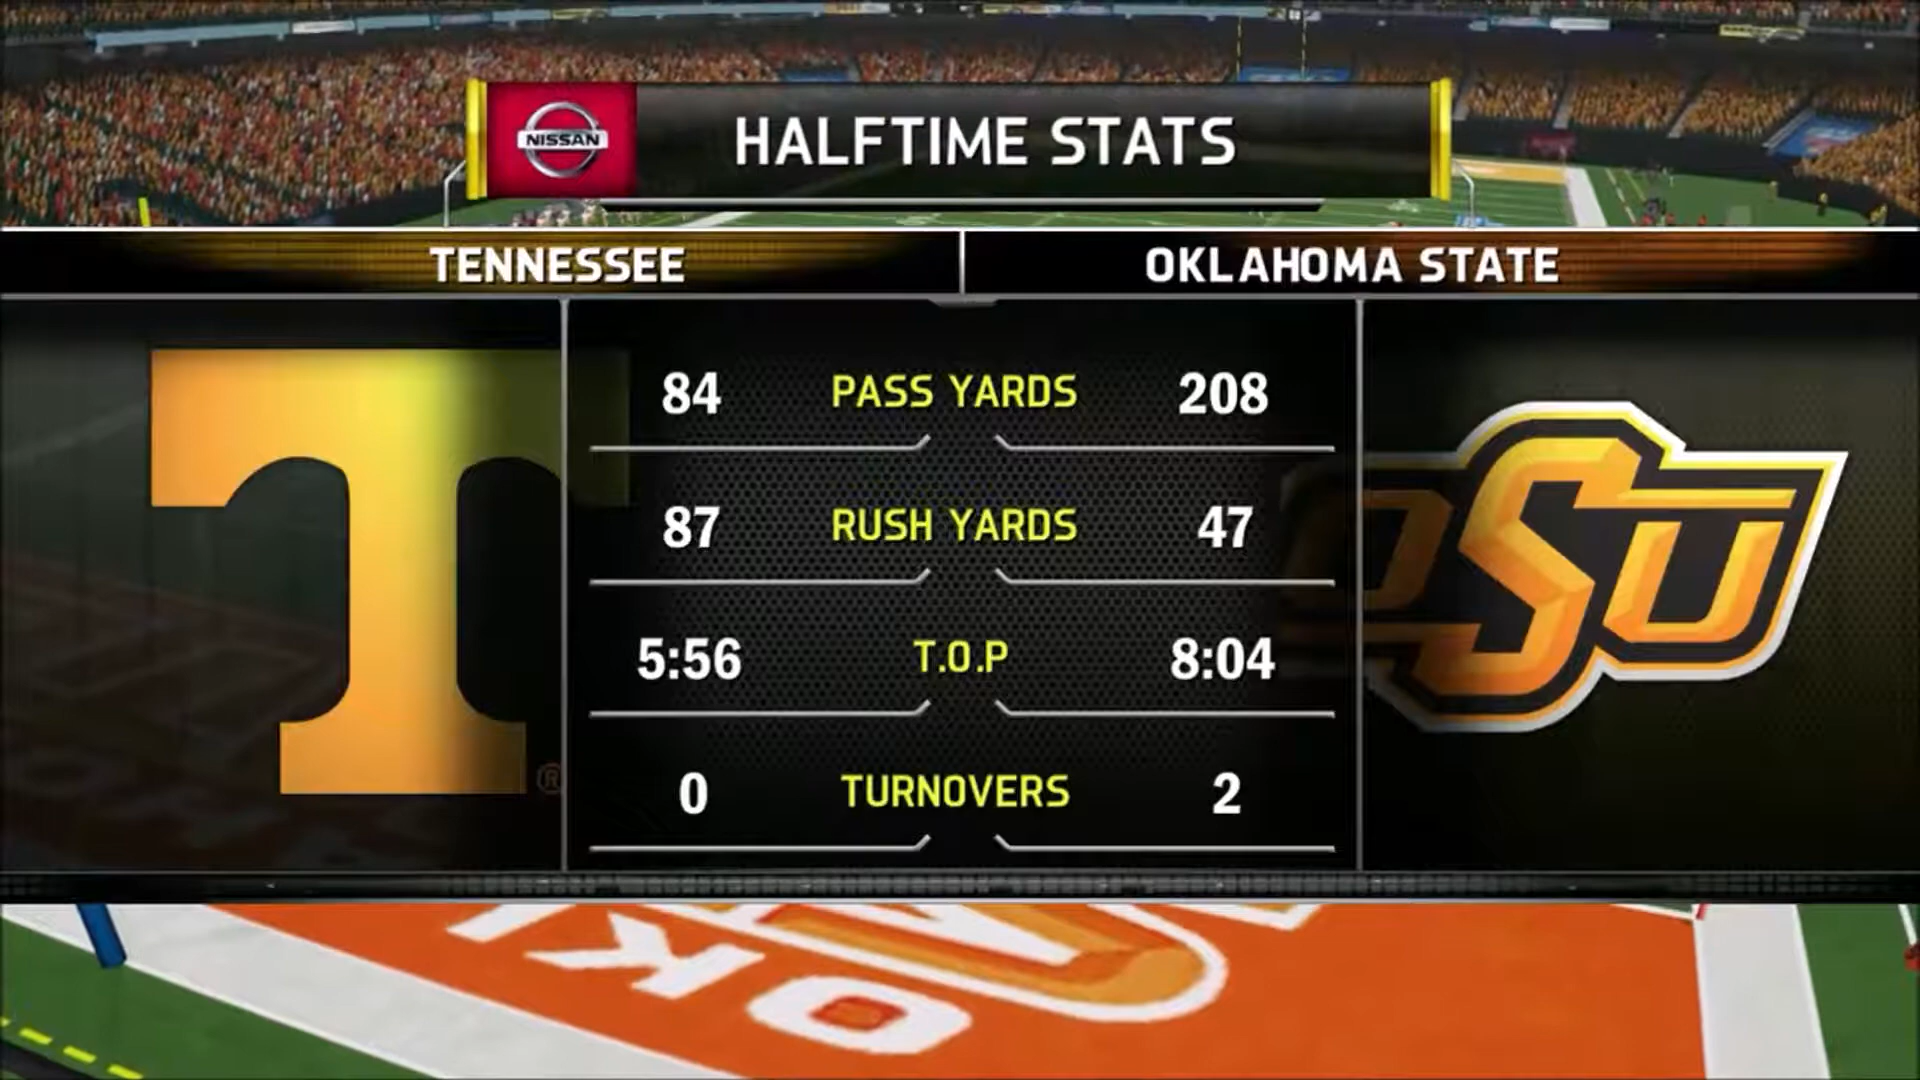 NISSAN
HALFTIME STATS
TENNESSEE
OKLAHOMA STATE
84 PASS YARDS 208
87 RUSH YARDS 47
5:56 T.O.P 8:04
0 TURNOVERS 2
T
®
OSU
OKL